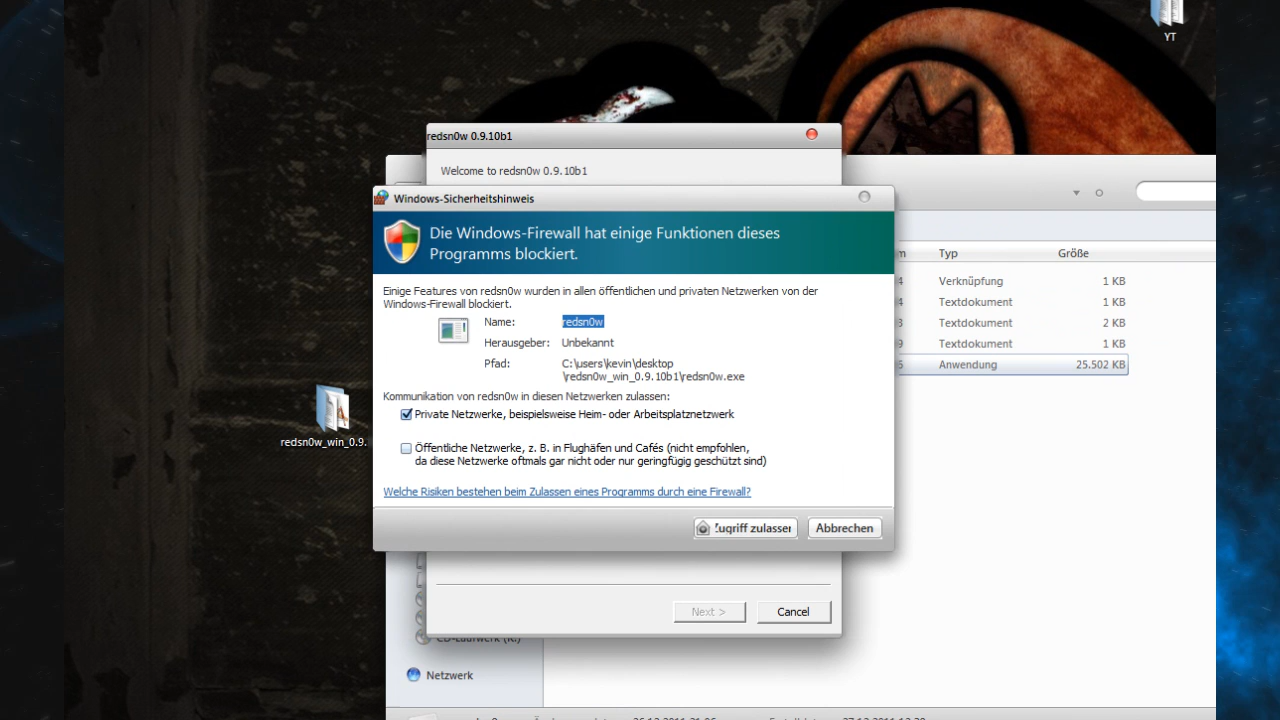 YT
redsn0w 0.9.10b1
Welcome to redsn0w 0.9.10b1
Windows-Sicherheitshinweis
Die Windows-Firewall hat einige Funktionen dieses
Programms blockiert.
Einige Features von redsn0w wurden in allen öffentlichen und privaten Netzwerken von der
Windows-Firewall blockiert.
Name: redsn0w
Herausgeber: Unbekannt
Pfad: C:\users\kevin\desktop
\redsn0w_win_0.9.10b1\redsn0w.exe
Kommunikation von redsn0w in diesen Netzwerken zulassen:
Private Netzwerke, beispielsweise Heim- oder Arbeitsplatznetzwerk
Öffentliche Netzwerke, z. B. in Flughäfen und Cafés (nicht empfohlen,
da diese Netzwerke oftmals gar nicht oder nur geringfügig geschützt sind)
Welche Risiken bestehen beim Zulassen eines Programms durch eine Firewall?
Zugriff zulassen Abbrechen
Typ Größe
Verknüpfung 1 KB
Textdokument 1 KB
Textdokument 2 KB
Textdokument 1 KB
Anwendung 25.502 KB
redsn0w_win_0.9.
Next > Cancel
Netzwerk